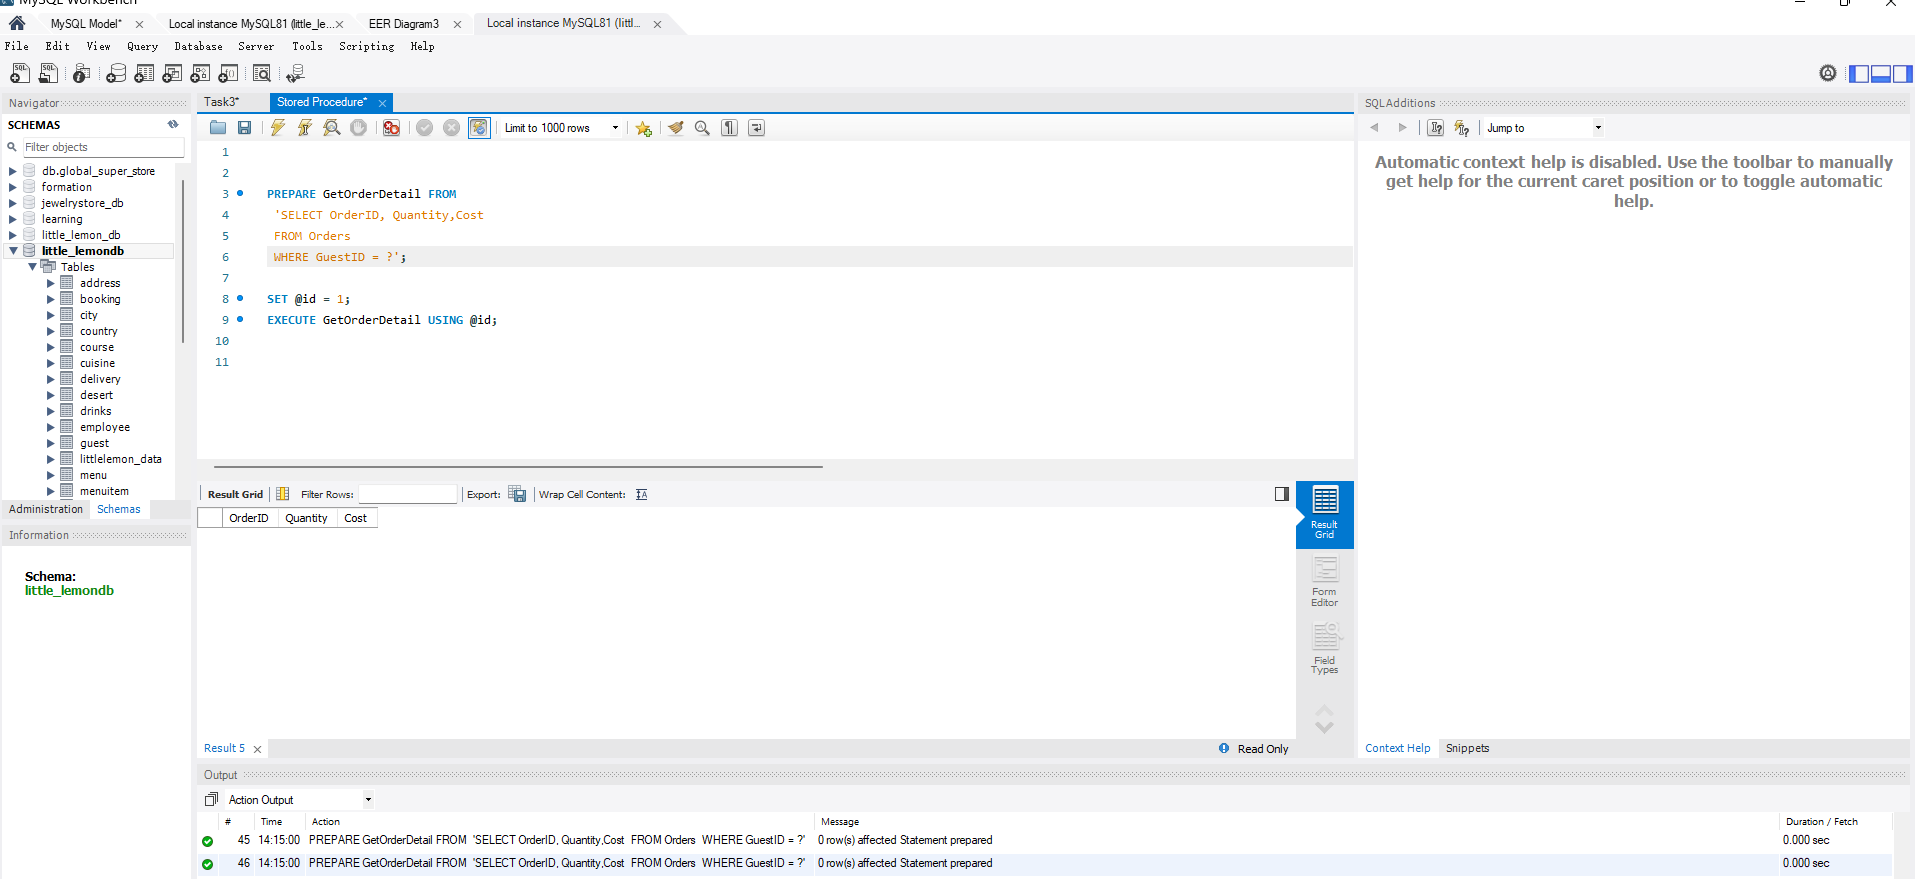 MySQL Workbench
MySQL Model* Local instance MySQL81 (little_le... EER Diagram3 Local instance MySQL81 (littl...
File Edit View Query Database Server Tools Scripting Help
Navigator
SCHEMAS
Filter objects
db.global_super_store
formation
jewelrystore_db
learning
little_lemon_db
little_lemondb
Tables
address
booking
city
country
course
cuisine
delivery
desert
drinks
employee
guest
littlelemon_data
menu
menuitem
Administration Schemas
Information
Schema:
little_lemondb
Task3* Stored Procedure*
Limit to 1000 rows
1
2
3 PREPARE GetOrderDetail FROM
4 'SELECT OrderID, Quantity,Cost
5 FROM Orders
6 WHERE GuestID = ?';
7
8 SET @id = 1;
9 EXECUTE GetOrderDetail USING @id;
10
11
Result Grid Filter Rows: Export: Wrap Cell Content:
OrderID Quantity Cost
Result Grid
Form Editor
Field Types
Result 5 Read Only
SQLAdditions
Jump to
Automatic context help is disabled. Use the toolbar to manually
get help for the current caret position or to toggle automatic
help.
Context Help Snippets
Output
Action Output
# Time Action Message Duration / Fetch
45 14:15:00 PREPARE GetOrderDetail FROM 'SELECT OrderID, Quantity,Cost FROM Orders WHERE GuestID = ?' 0 row(s) affected Statement prepared 0.000 sec
46 14:15:00 PREPARE GetOrderDetail FROM 'SELECT OrderID, Quantity,Cost FROM Orders WHERE GuestID = ?' 0 row(s) affected Statement prepared 0.000 sec